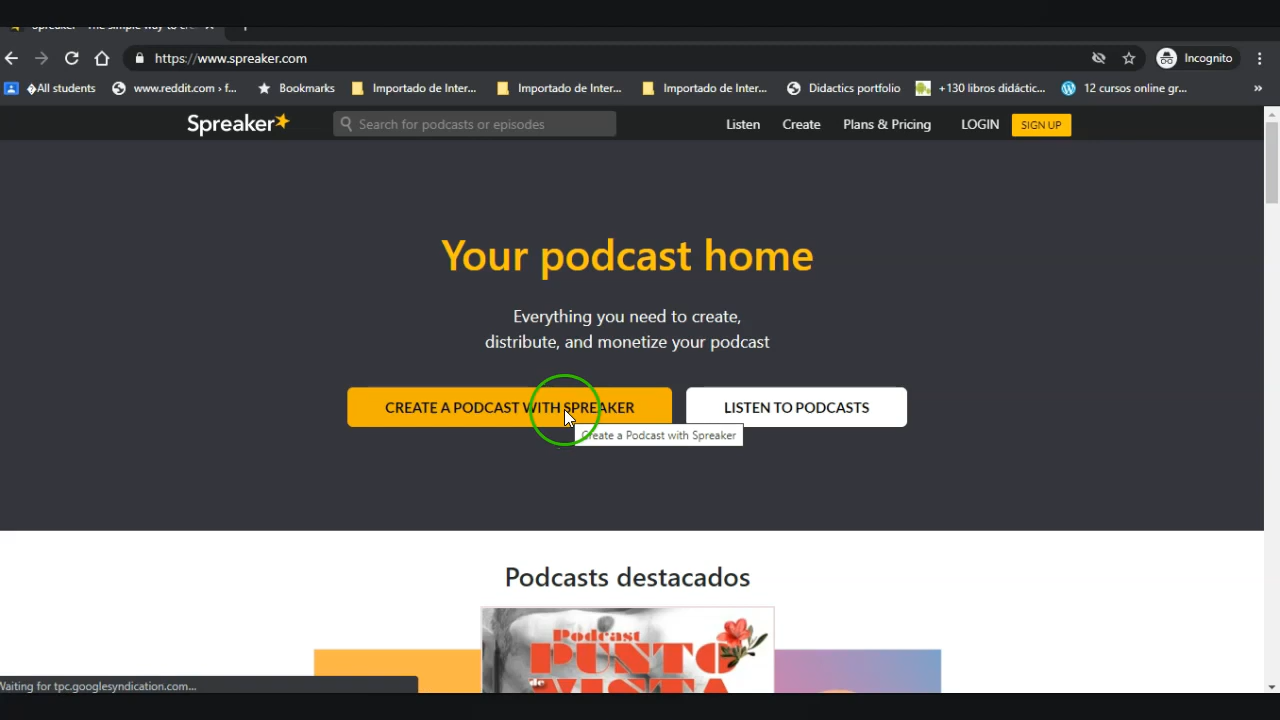 https://www.spreaker.com
Incognito
All students
www.reddit.com › f...
Bookmarks
Importado de Inter...
Importado de Inter...
Importado de Inter...
Didactics portfolio
+130 libros didáctic...
12 cursos online gr...
»
Spreaker
Search for podcasts or episodes
Listen
Create
Plans & Pricing
LOGIN
SIGN UP
Your podcast home
Everything you need to create,
distribute, and monetize your podcast
CREATE A PODCAST WITH SPREAKER
LISTEN TO PODCASTS
Create a Podcast with Spreaker
Podcasts destacados
Podcast
PUNTO
de
VISTA
Waiting for tpc.googlesyndication.com...